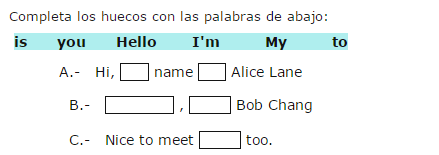 Completa los huecos con las palabras de abajo:
is you Hello I'm My to
A.- Hi, name Alice Lane
B.- , Bob Chang
C.- Nice to meet too.